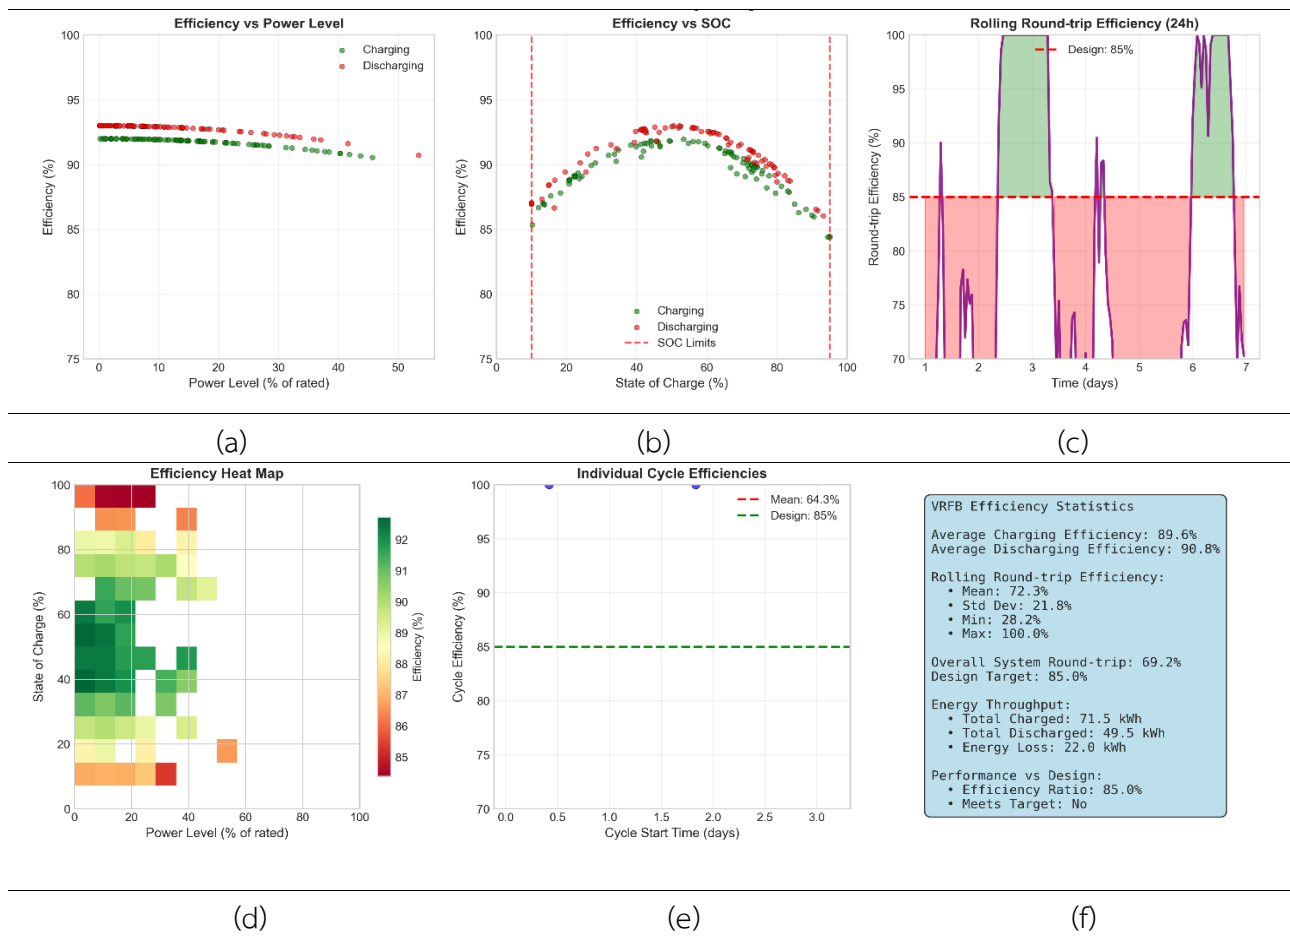 Efficiency vs Power Level
100
95
90
85
80
75
Efficiency (%)
Charging
Discharging
0 10 20 30 40 50
Power Level (% of rated)
Efficiency vs SOC
100
95
90
85
80
75
Efficiency (%)
Charging
Discharging
SOC Limits
0 20 40 60 80 100
State of Charge (%)
Rolling Round-trip Efficiency (24h)
100
95
90
85
80
75
70
Round-trip Efficiency (%)
Design: 85%
1 2 3 4 5 6 7
Time (days)
(a)
(b)
(c)
Efficiency Heat Map
100
80
60
40
20
0
State of Charge (%)
0 20 40 60 80 100
Power Level (% of rated)
92
91
90
89
88
87
86
85
Efficiency (%)
Individual Cycle Efficiencies
100
95
90
85
80
75
70
Cycle Efficiency (%)
Mean: 64.3%
Design: 85%
0.0 0.5 1.0 1.5 2.0 2.5 3.0
Cycle Start Time (days)
VRFB Efficiency Statistics
Average Charging Efficiency: 89.6%
Average Discharging Efficiency: 90.8%
Rolling Round-trip Efficiency:
• Mean: 72.3%
• Std Dev: 21.8%
• Min: 28.2%
• Max: 100.0%
Overall System Round-trip: 69.2%
Design Target: 85.0%
Energy Throughput:
• Total Charged: 71.5 kWh
• Total Discharged: 49.5 kWh
• Energy Loss: 22.0 kWh
Performance vs Design:
• Efficiency Ratio: 85.0%
• Meets Target: No
(d)
(e)
(f)